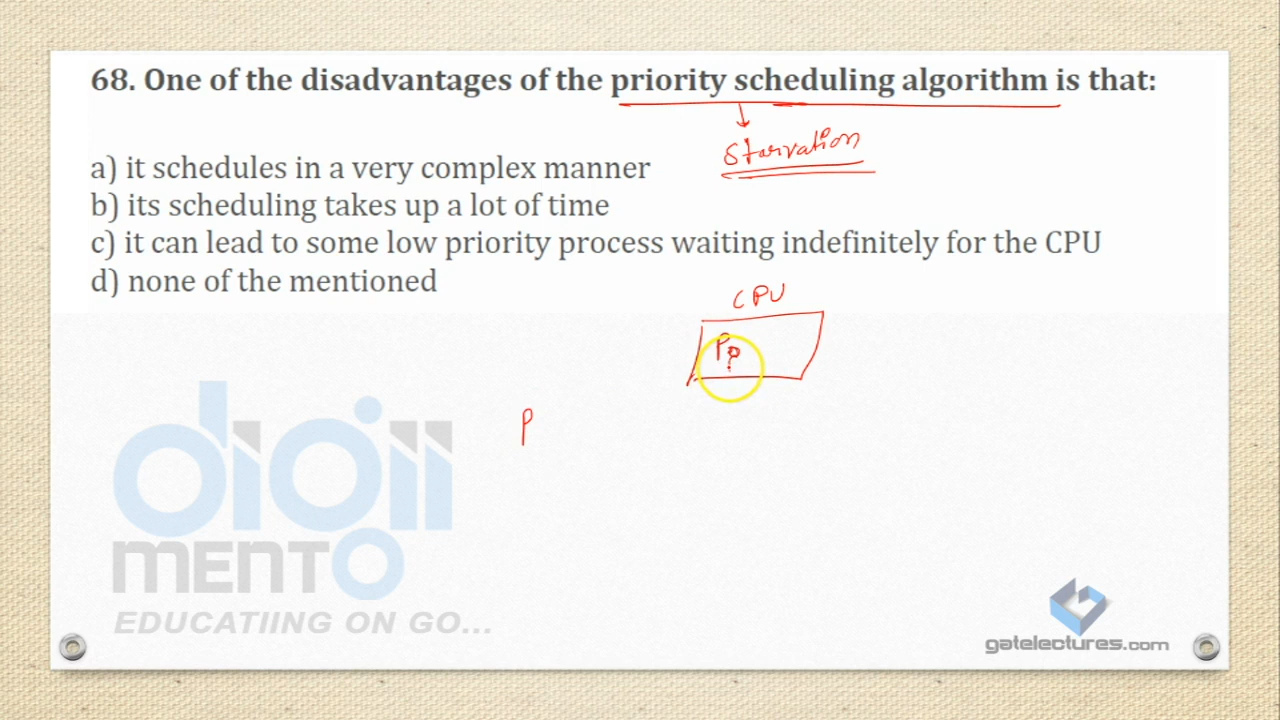 68. One of the disadvantages of the priority scheduling algorithm is that:
Starvation
a) it schedules in a very complex manner
b) its scheduling takes up a lot of time
c) it can lead to some low priority process waiting indefinitely for the CPU
d) none of the mentioned
CPU
P
digii
MENTO
EDUCATIING ON GO...
gatelectures.com